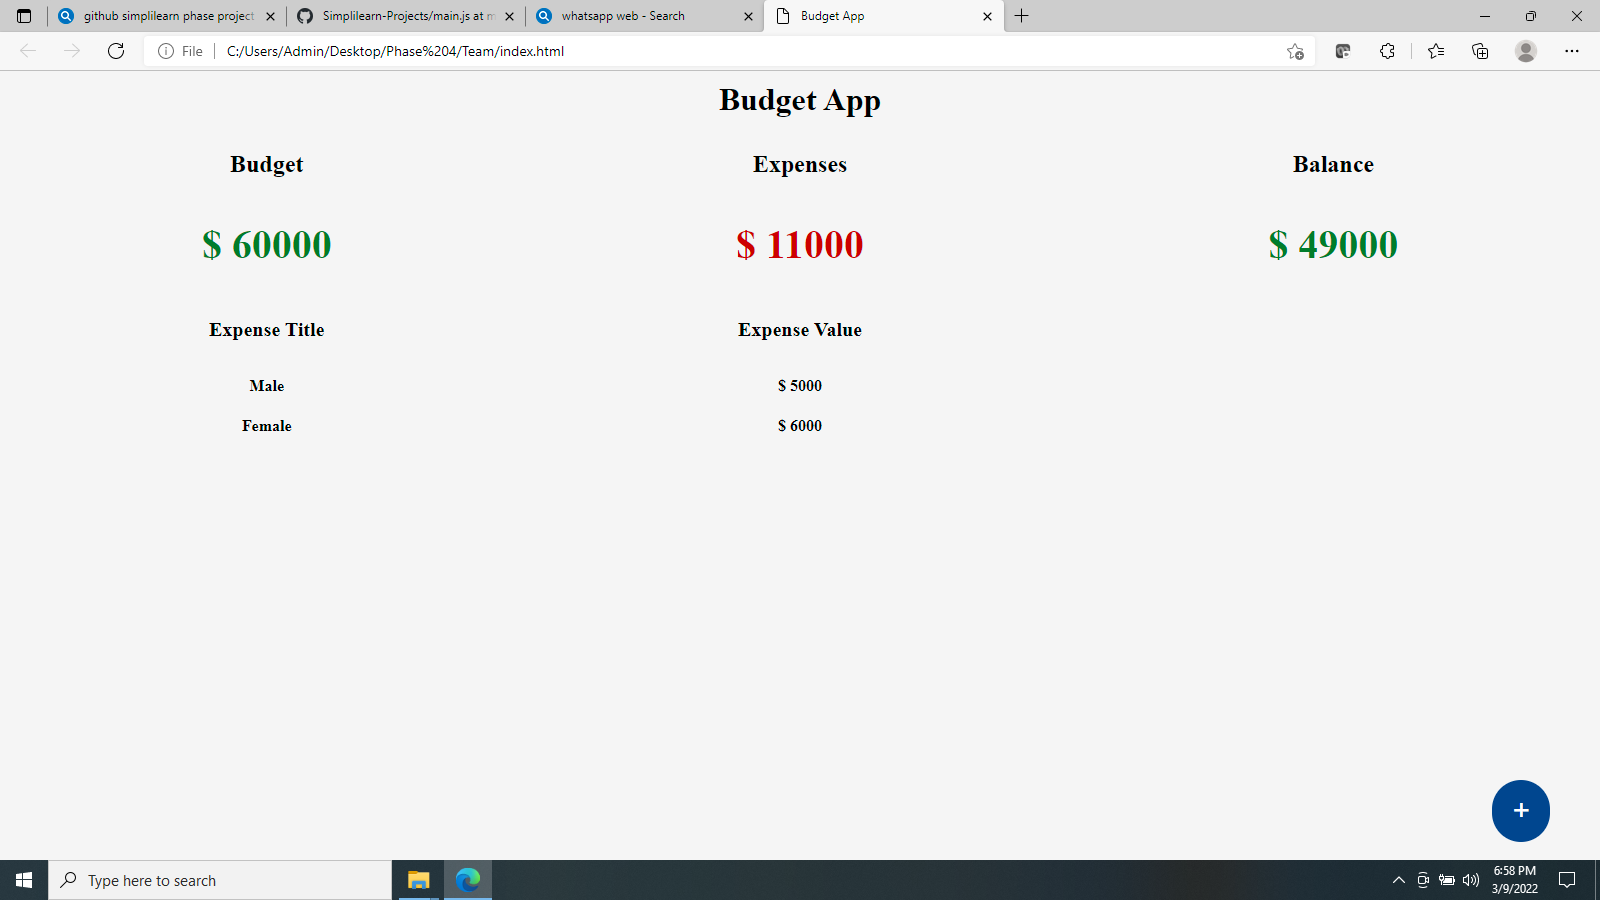 github simplilearn phase project
Simplilearn-Projects/main.js at m
whatsapp web - Search
Budget App
File
C:/Users/Admin/Desktop/Phase%204/Team/index.html
Budget App
Budget
Expenses
Balance
$ 60000
$ 11000
$ 49000
Expense Title
Expense Value
Male
$ 5000
Female
$ 6000
+
Type here to search
6:58 PM
3/9/2022